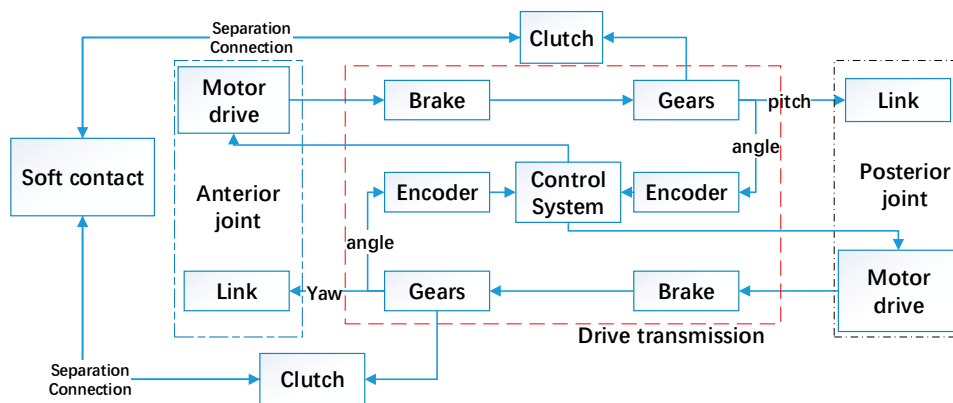 Separation
Connection
Clutch
Motor
drive
Brake
Gears
pitch
Link
angle
Soft contact
Anterior
joint
Encoder
Control
System
Encoder
Posterior
joint
angle
Link
Yaw
Gears
Brake
Motor
drive
Drive transmission
Separation
Connection
Clutch